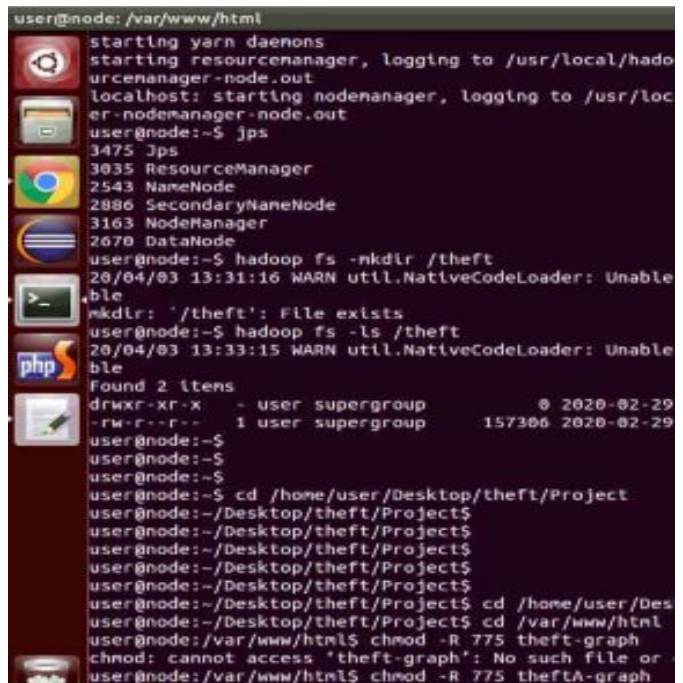 user@node: /var/www/html
starting yarn daemons
starting resourcemanager, logging to /usr/local/hado
urcemanager-node.out
localhost: starting nodemanager, logging to /usr/loc
er-nodemanager-node.out
user@node:~$ jps
3475 Jps
3035 ResourceManager
2543 NameNode
2886 SecondaryNameNode
3163 NodeManager
2670 DataNode
user@node:~$ hadoop fs -mkdir /theft
20/04/03 13:31:16 WARN util.NativeCodeLoader: Unable
ble
mkdir: `/theft': File exists
user@node:~$ hadoop fs -ls /theft
20/04/03 13:33:15 WARN util.NativeCodeLoader: Unable
ble
Found 2 items
drwxr-xr-x - user supergroup 0 2020-02-29
-rw-r--r-- 1 user supergroup 157306 2020-02-29
user@node:~$
user@node:~$
user@node:~$
user@node:~$ cd /home/user/Desktop/theft/Project
user@node:~/Desktop/theft/Project$
user@node:~/Desktop/theft/Project$
user@node:~/Desktop/theft/Project$
user@node:~/Desktop/theft/Project$
user@node:~/Desktop/theft/Project$ cd /home/user/Des
user@node:~/Desktop/theft/Project$ cd /var/www/html
user@node:/var/www/html$ chmod -R 775 theft-graph
chmod: cannot access 'theft-graph': No such file or
user@node:/var/www/html$ chmod -R 775 theftA-graph
php